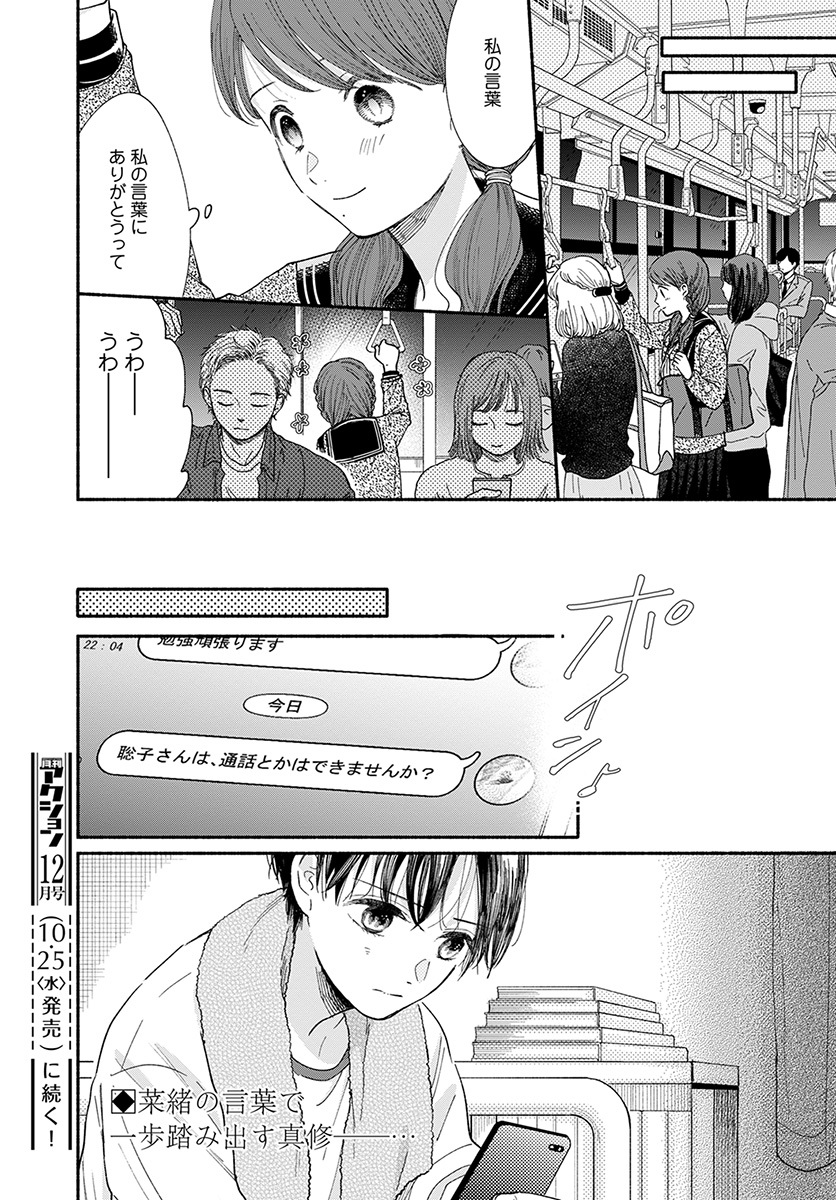 私の言葉
私の言葉に
ありがとうって
うわ――
うわ――――
ポイン♪
22:04
勉強頑張ります
今日
聡子さんは、通話とかはできませんか？
◆菜緒の言葉で
一歩踏み出す真修――…
月刊アクション12月号(10・25〈水〉発売)に続く！